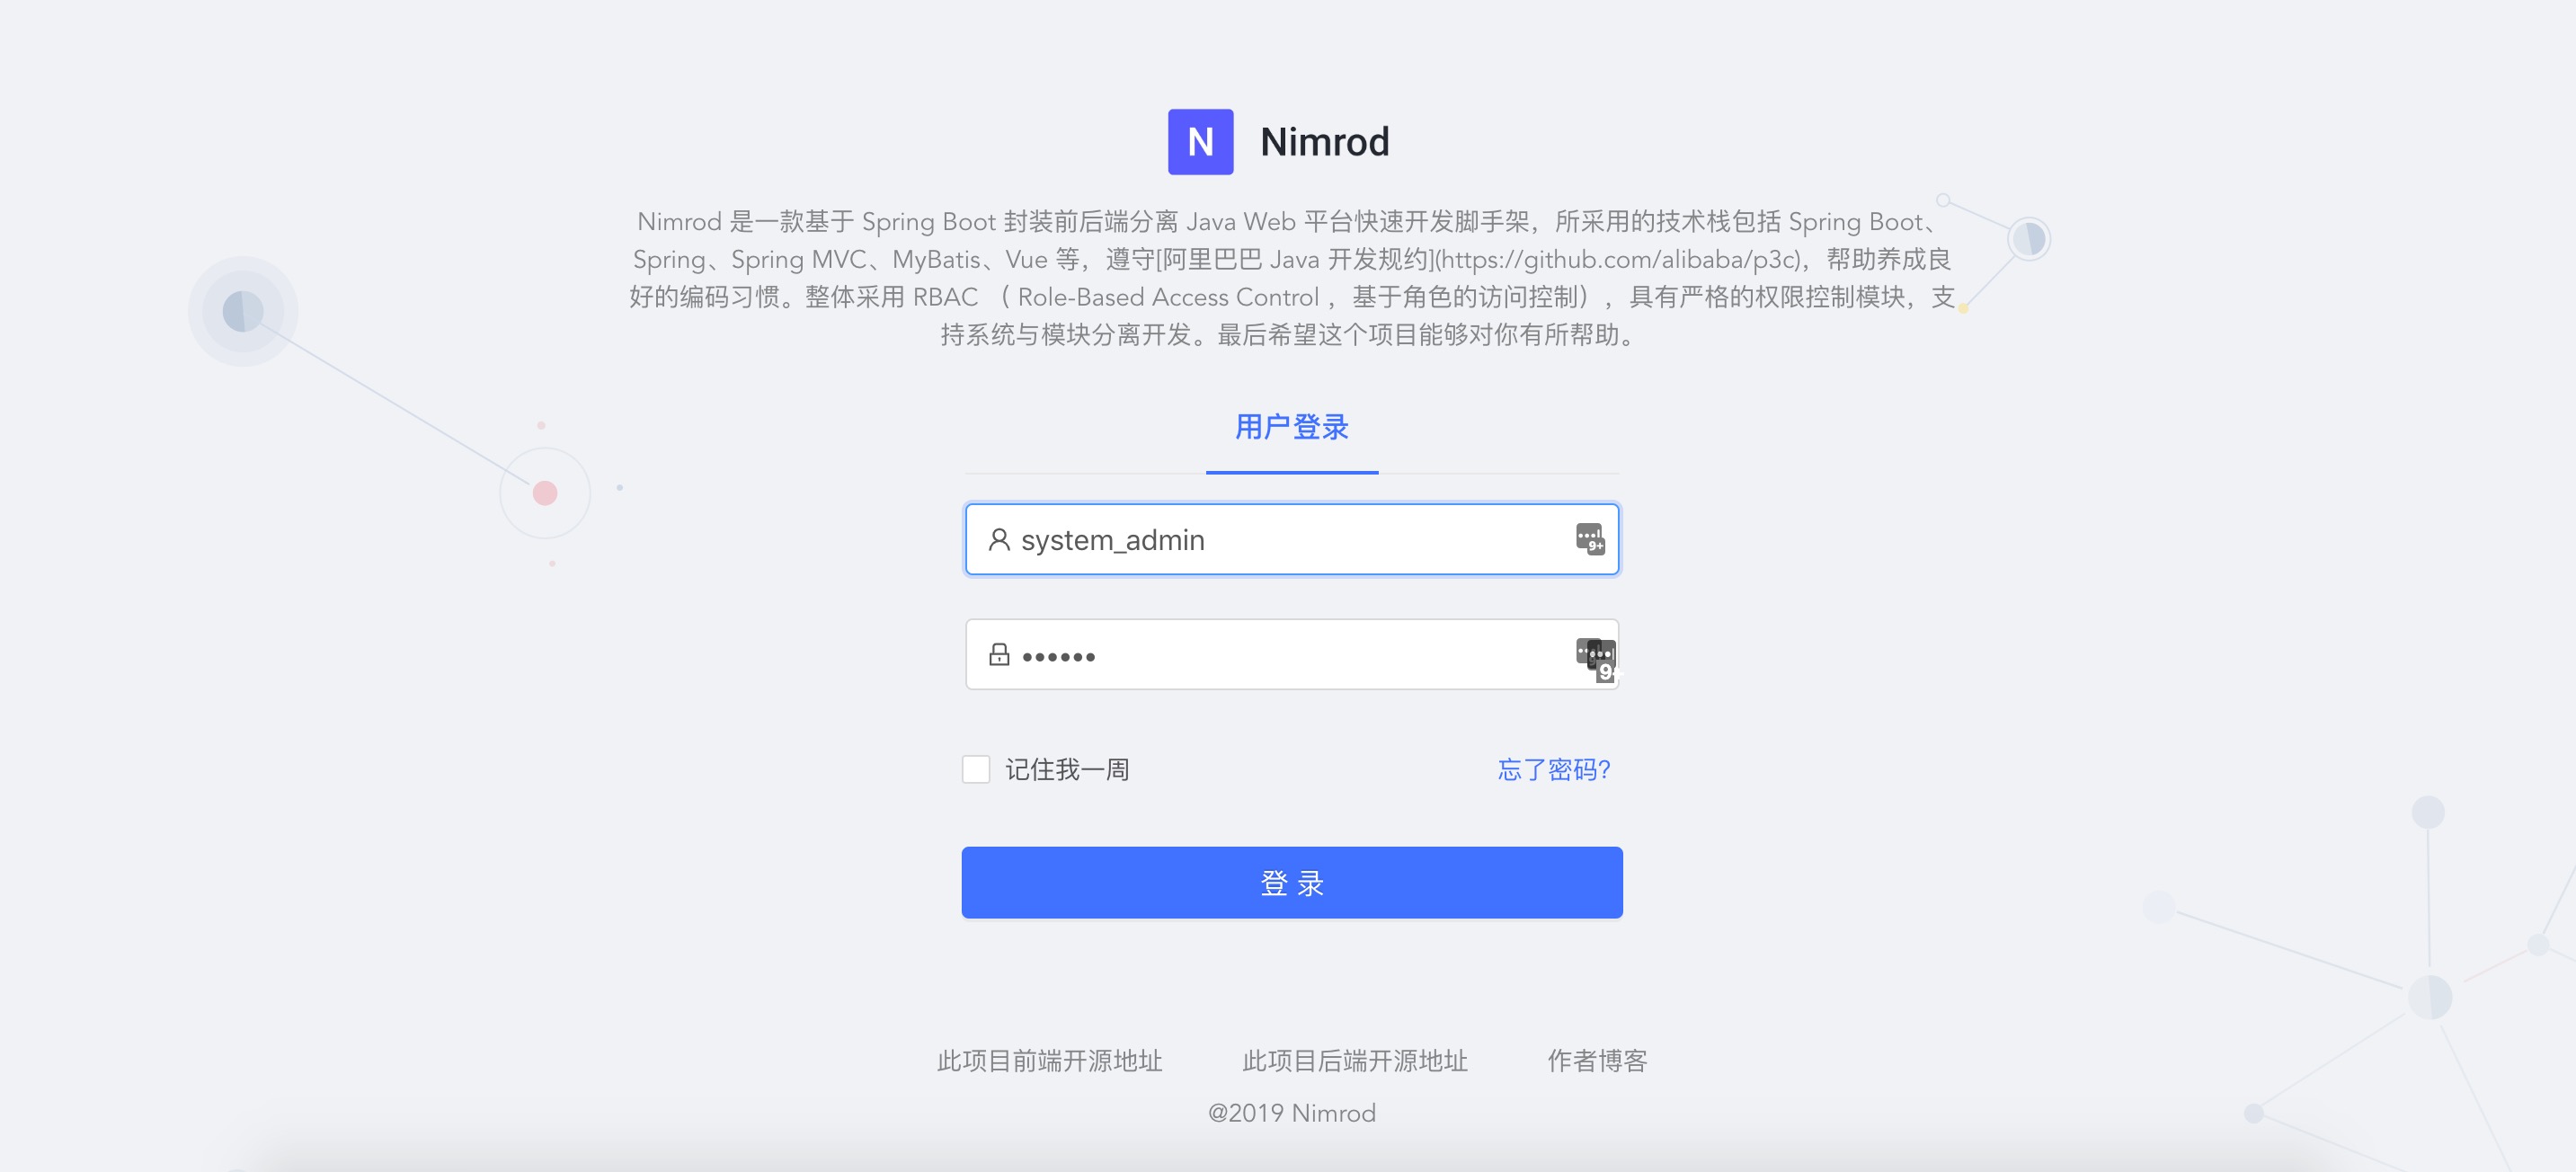 N Nimrod
Nimrod 是一款基于 Spring Boot 封装前后端分离 Java Web 平台快速开发脚手架，所采用的技术栈包括 Spring Boot、
Spring、Spring MVC、MyBatis、Vue 等，遵守[阿里巴巴 Java 开发规约](https://github.com/alibaba/p3c)，帮助养成良
好的编码习惯。整体采用 RBAC （ Role-Based Access Control ，基于角色的访问控制），具有严格的权限控制模块，支
持系统与模块分离开发。最后希望这个项目能够对你有所帮助。
用户登录
system_admin 9+
•••••• 9+
记住我一周 忘了密码?
登 录
此项目前端开源地址 此项目后端开源地址 作者博客
@2019 Nimrod